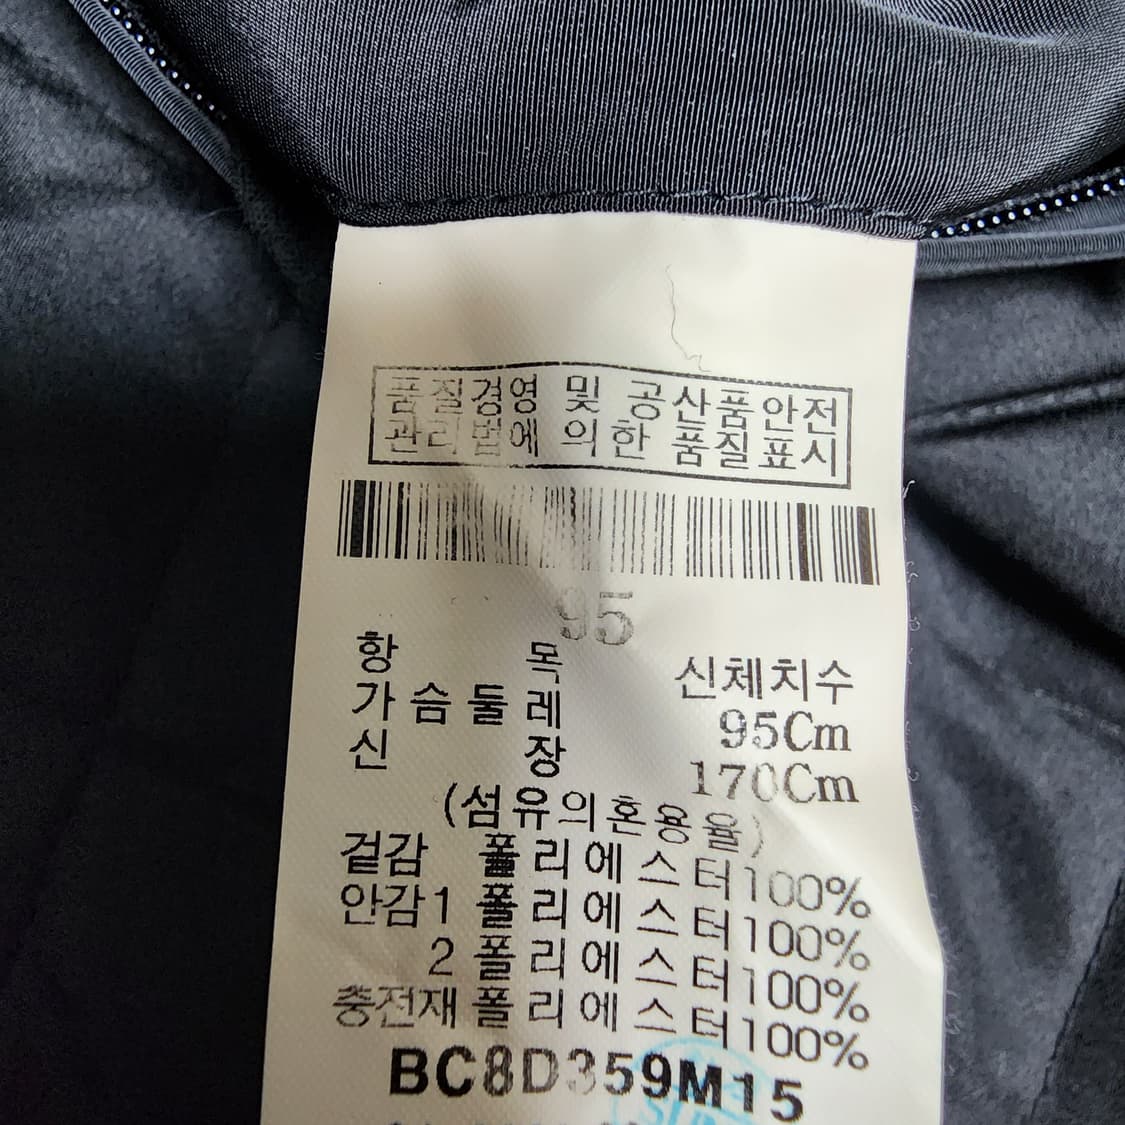 품질경영 및 공산품안전
관리법에 의한 품질표시
95
항 목 신체치수
가슴둘레 95Cm
신 장 170Cm
(섬유의혼용율)
겉감 폴리에스터100%
안감1 폴리에스터100%
2 폴리에스터100%
충전재 폴리에스터100%
BC8D359M15